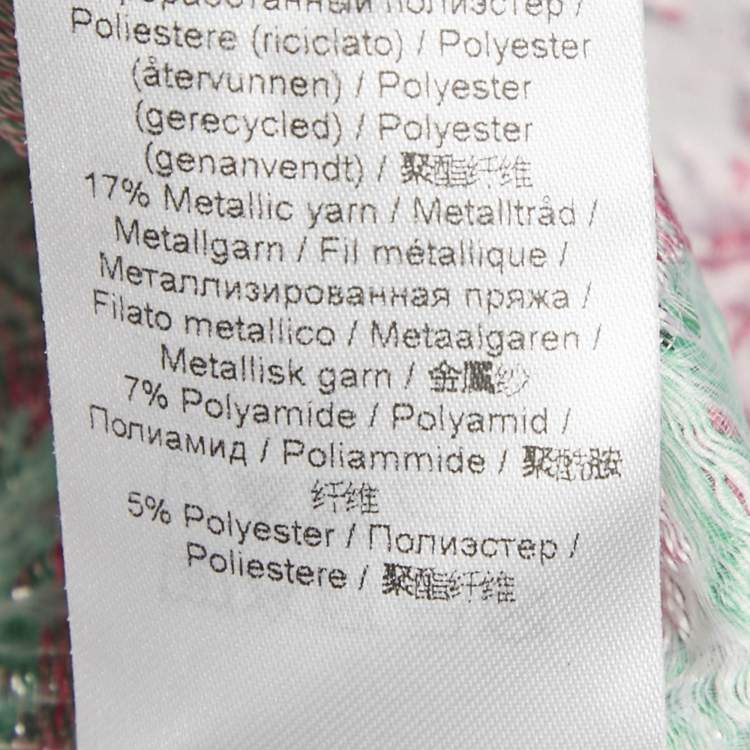 полиэстер /
Poliestere (riciclato) / Polyester
(återvunnen) / Polyester
(gerecycled) / Polyester
(genanvendt) / 聚酯纤维
17% Metallic yarn / Metalltråd /
Metallgarn / Fil métallique /
Металлизированная пряжа /
Filato metallico / Metaalgaren /
Metallisk garn / 金属纱
7% Polyamide / Polyamid /
Полиамид / Poliammide / 聚酰胺
纤维
5% Polyester / Полиэстер /
Poliestere / 聚酯纤维